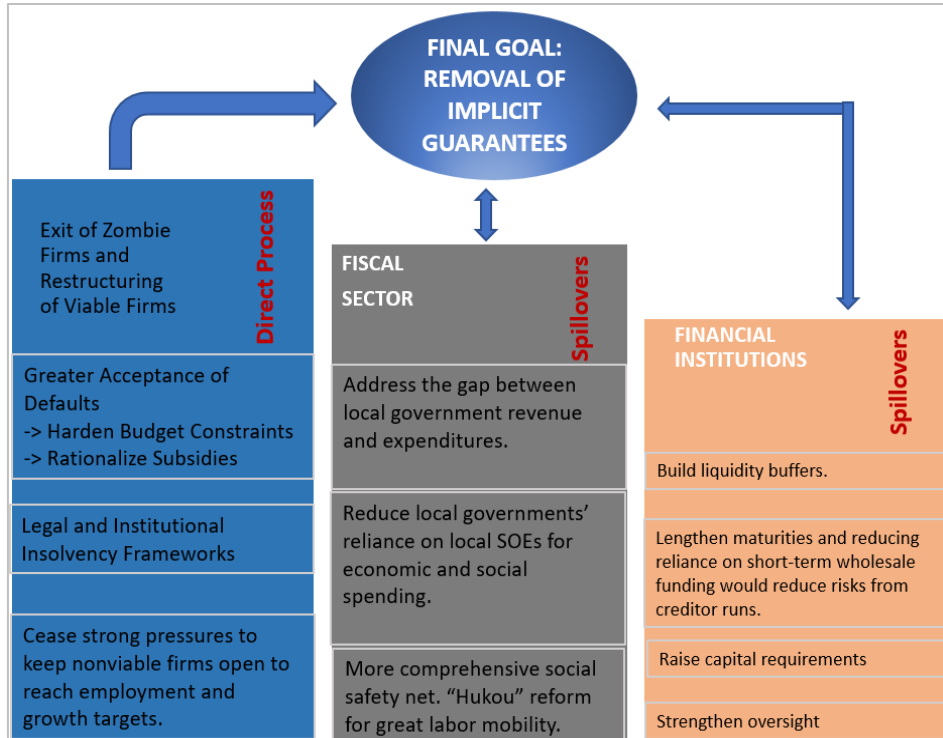 FINAL GOAL:
REMOVAL OF
IMPLICIT
GUARANTEES
Exit of Zombie
Firms and
Restructuring
of Viable Firms
Direct Process
Greater Acceptance of
Defaults
-> Harden Budget Constraints
-> Rationalize Subsidies
Legal and Institutional
Insolvency Frameworks
Cease strong pressures to
keep nonviable firms open to
reach employment and
growth targets.
FISCAL
SECTOR
Spillovers
Address the gap between
local government revenue
and expenditures.
Reduce local governments’
reliance on local SOEs for
economic and social
spending.
More comprehensive social
safety net. “Hukou” reform
for great labor mobility.
FINANCIAL
INSTITUTIONS
Spillovers
Build liquidity buffers.
Lengthen maturities and reducing
reliance on short-term wholesale
funding would reduce risks from
creditor runs.
Raise capital requirements
Strengthen oversight